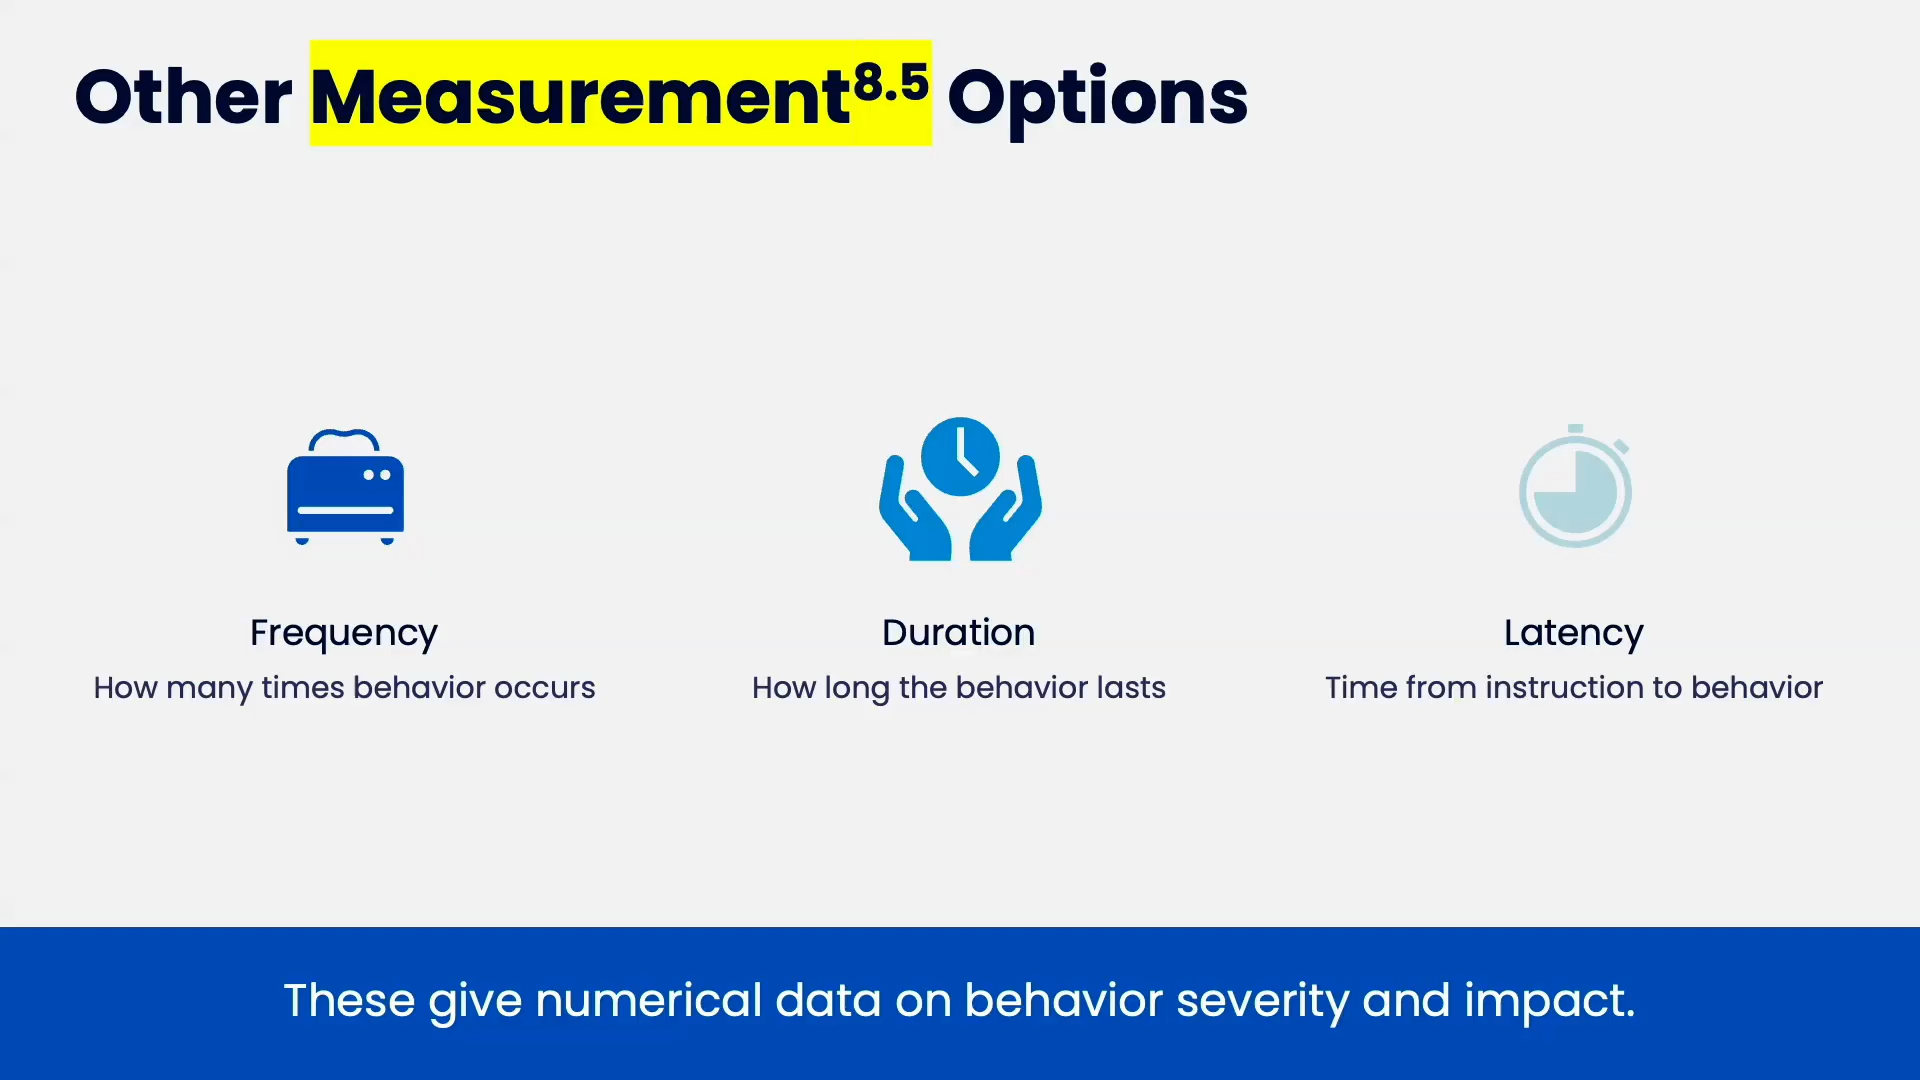 Other Measurement8.5 Options
Frequency
How many times behavior occurs
Duration
How long the behavior lasts
Latency
Time from instruction to behavior
These give numerical data on behavior severity and impact.